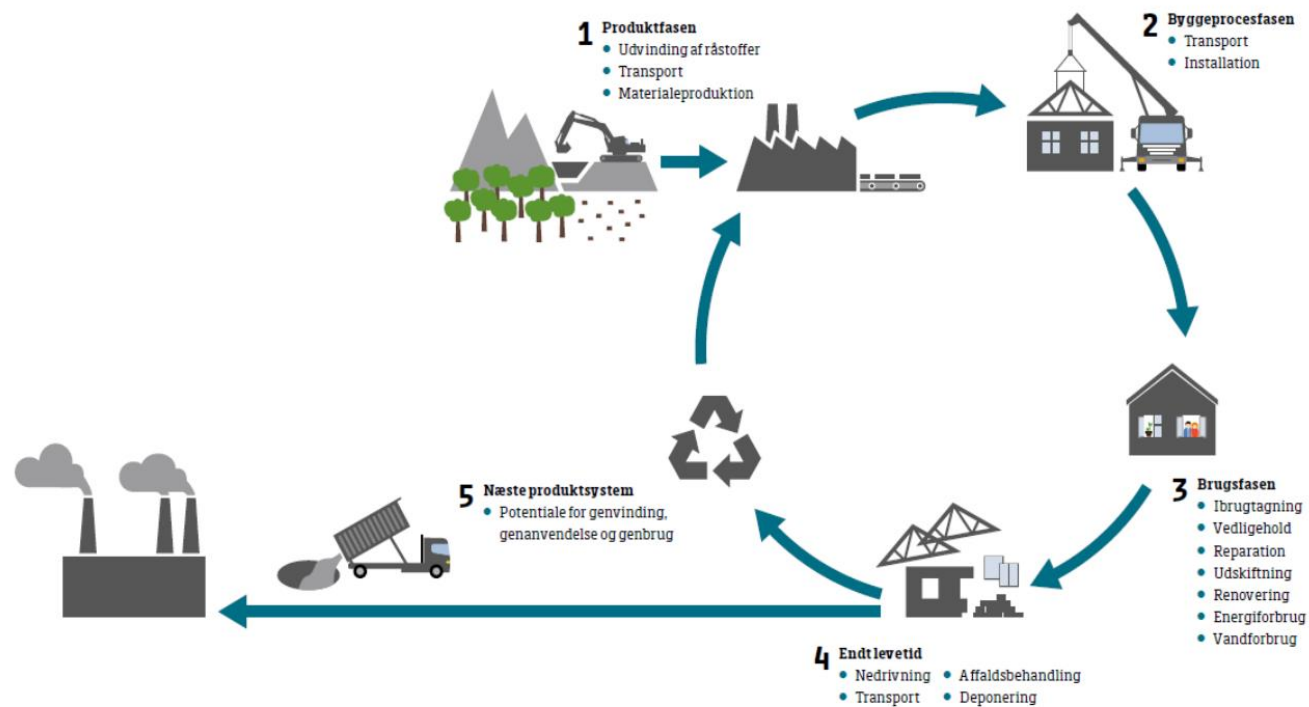 1 Produktfasen
• Udvinding af råstoffer
• Transport
• Materialeproduktion
2 Byggeprocesfasen
• Transport
• Installation
3 Brugsfasen
• Ibrugtagning
• Vedligehold
• Reparation
• Udskiftning
• Renovering
• Energiforbrug
• Vandforbrug
4 Endt levetid
• Nedrivning • Affaldsbehandling
• Transport • Deponering
5 Næste produktsystem
• Potentiale for genvinding,
genanvendelse og genbrug